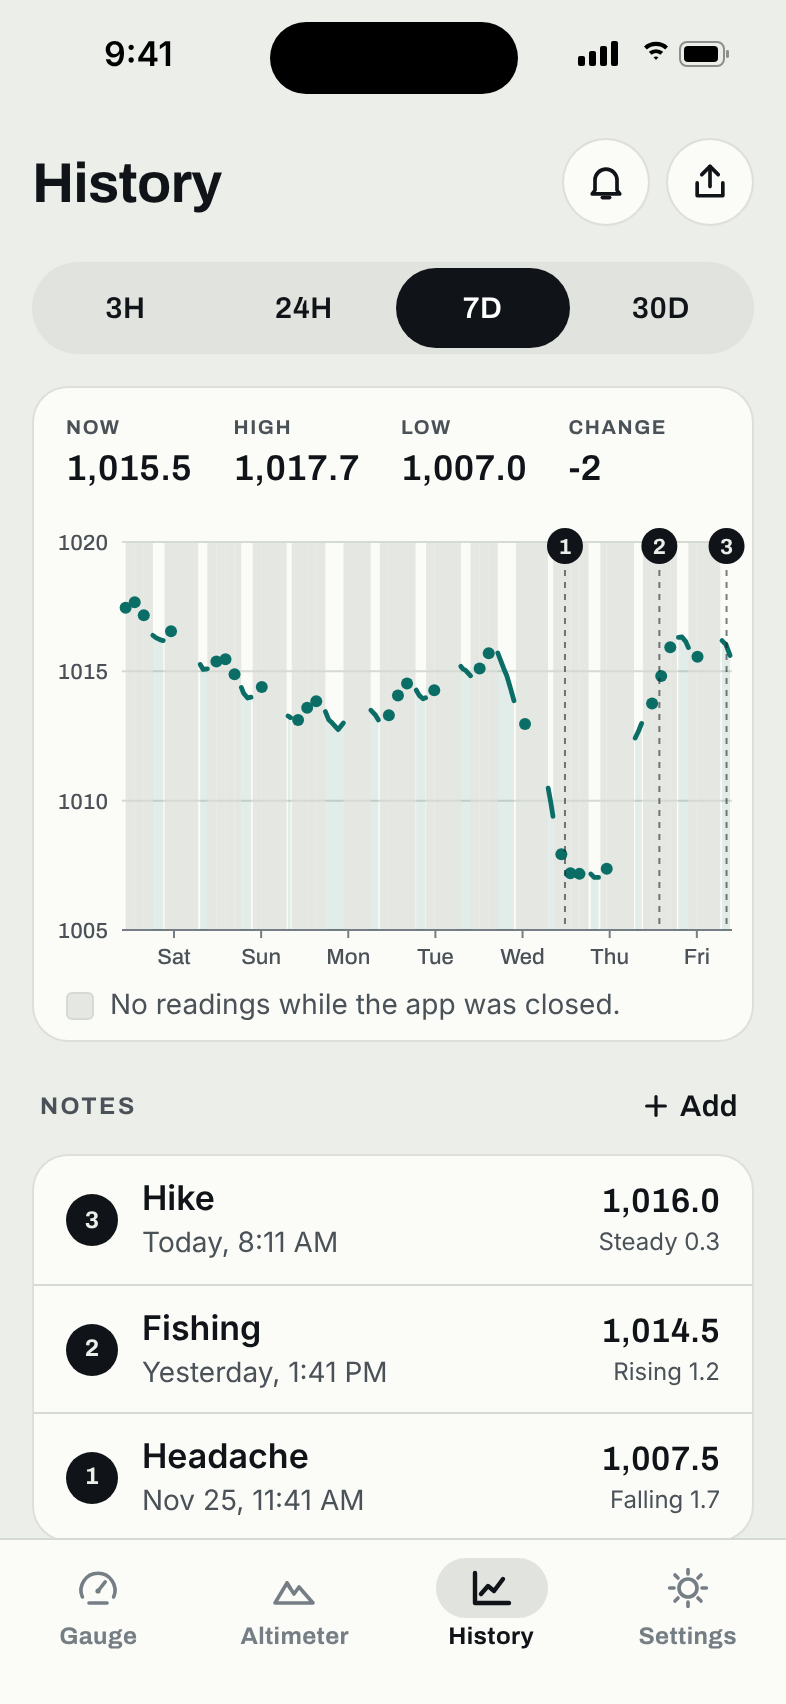 9:41
History
3H 24H 7D 30D
NOW HIGH LOW CHANGE
1,015.5 1,017.7 1,007.0 -2
1020 1 2 3
1015
1010
1005
Sat Sun Mon Tue Wed Thu Fri
No readings while the app was closed.
NOTES + Add
3 Hike 1,016.0
Today, 8:11 AM Steady 0.3
2 Fishing 1,014.5
Yesterday, 1:41 PM Rising 1.2
1 Headache 1,007.5
Nov 25, 11:41 AM Falling 1.7
Gauge Altimeter History Settings